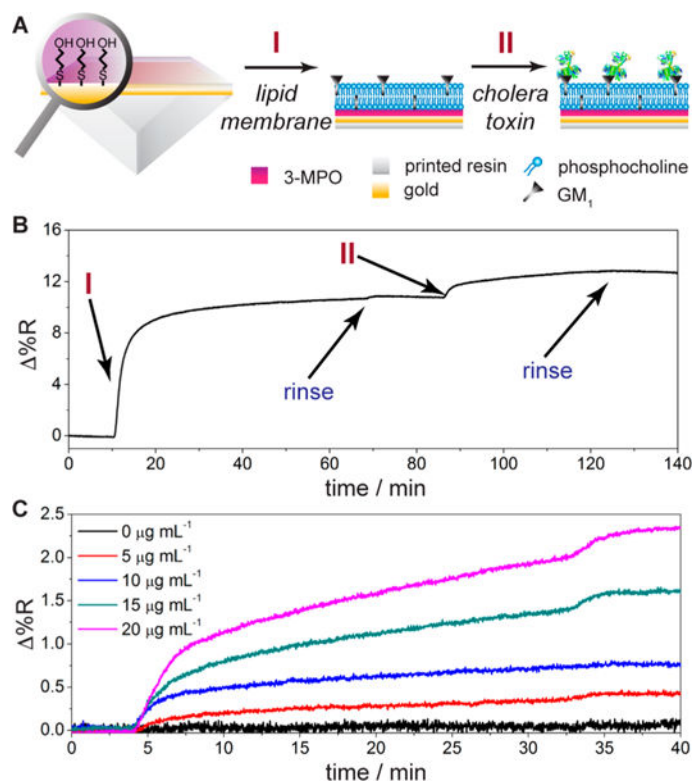 A
OH OH OH
S S S
I
lipid
membrane
II
cholera
toxin
3-MPO
printed resin
gold
phosphocholine
GM₁
B
Δ%R
16
12
8
4
0
I
rinse
II
rinse
0 20 40 60 80 100 120 140
time / min
C
Δ%R
2.5
2.0
1.5
1.0
0.5
0.0
0 μg mL⁻¹
5 μg mL⁻¹
10 μg mL⁻¹
15 μg mL⁻¹
20 μg mL⁻¹
0 5 10 15 20 25 30 35 40
time / min